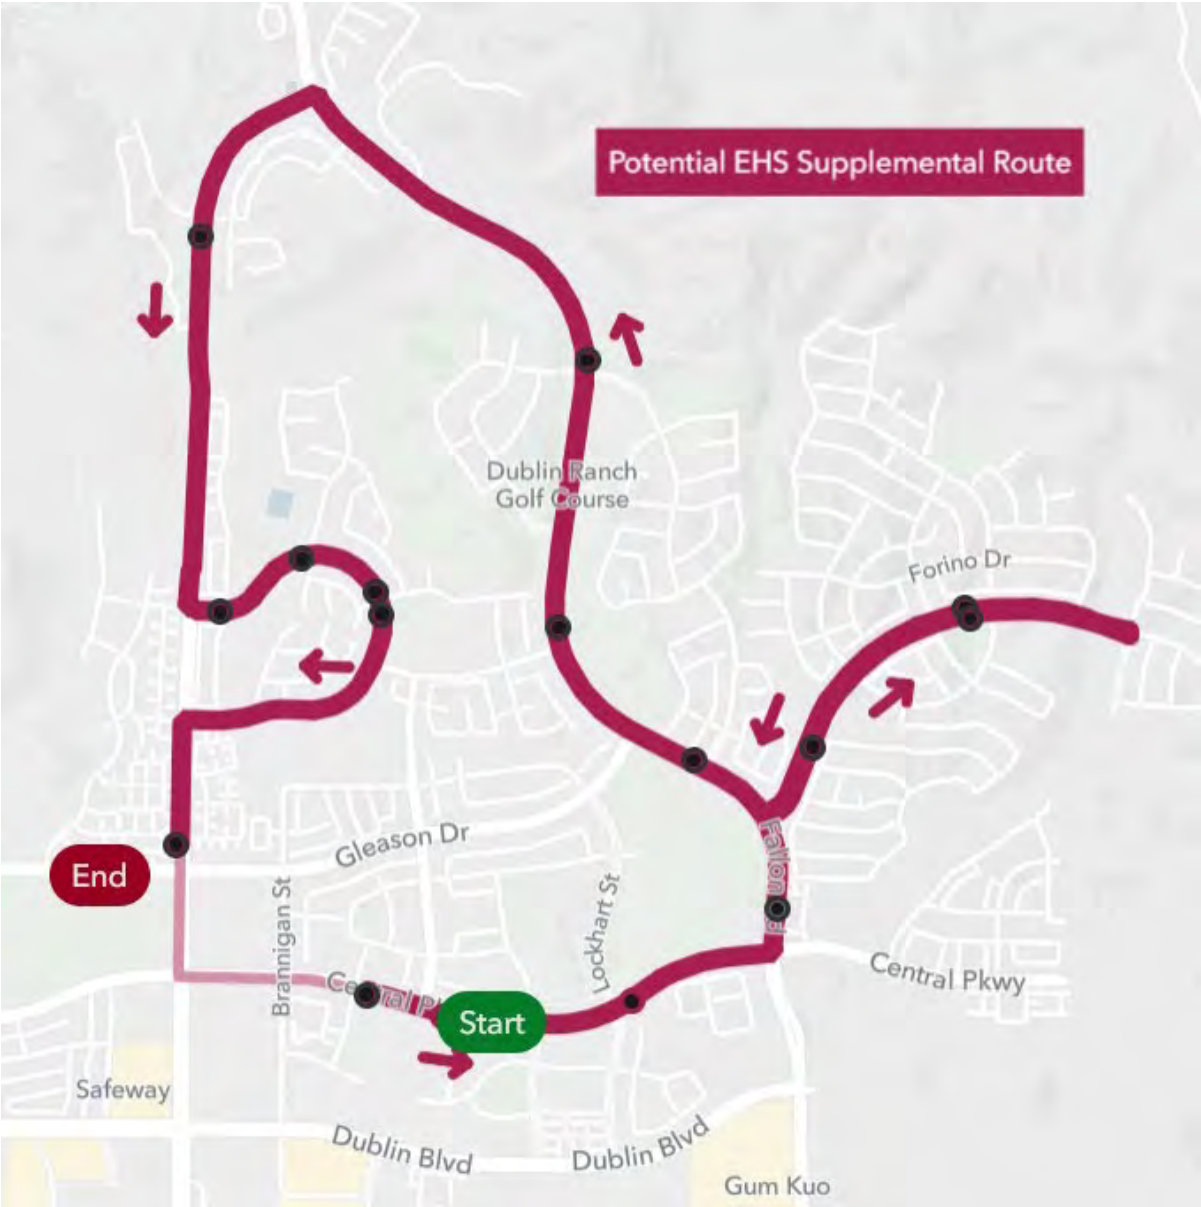 Potential EHS Supplemental Route
Dublin Ranch
Golf Course
Forino Dr
Gleason Dr
End
Brannigan St
Lockhart St
Central Pkwy
Start
Safeway
Dublin Blvd
Dublin Blvd
Gum Kuo